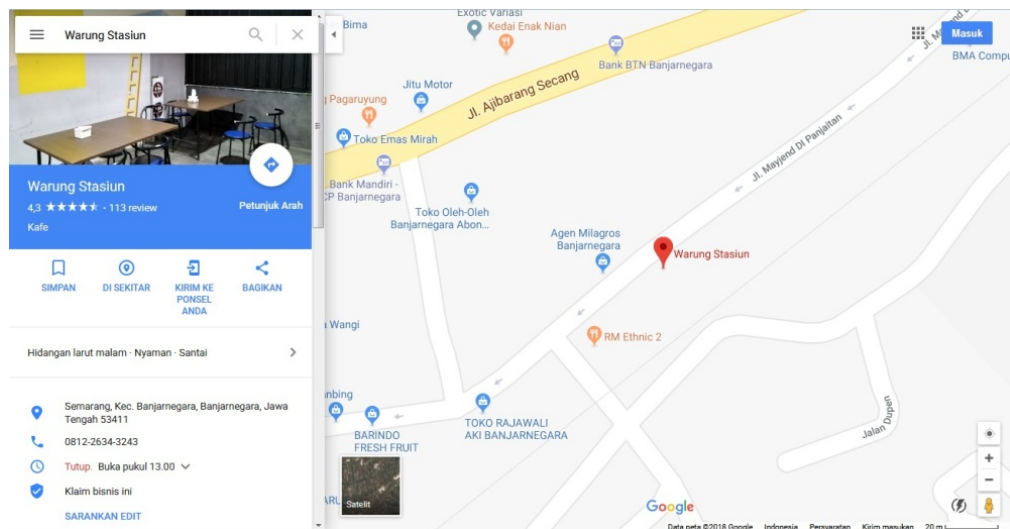 Warung Stasiun
Warung Stasiun
4,3
- 113 review
Petunjuk Arah
Kafe
SIMPAN
DI SEKITAR
KIRIM KE
PONSEL
ANDA
BAGIKAN
Hidangan larut malam · Nyaman · Santai
Semarang, Kec. Banjarnegara, Banjarnegara, Jawa
Tengah 53411
0812-2634-3243
Tutup. Buka pukul 13.00
Klaim bisnis ini
SARANKAN EDIT
Bima
Exotic Variasi
Kedai Enak Nian
Bank BTN Banjarnegara
Masuk
BMA Compu
Jitu Motor
Pagaruyung
Jl. Ajibarang Secang
Toko Emas Mirah
Bank Mandiri -
CP Banjarnegara
Toko Oleh-Oleh
Banjarnegara Abon...
Jl. Mayjend DI Panjaitan
Agen Milagros
Banjarnegara
Warung Stasiun
Wangi
RM Ethnic 2
BARINDO
FRESH FRUIT
TOKO RAJAWALI
AKI BANJARNEGARA
Jalan Dupen
Satelit
Google
Data peta ©2018 Google Indonesia Persyaratan Kirim masukan 20 m